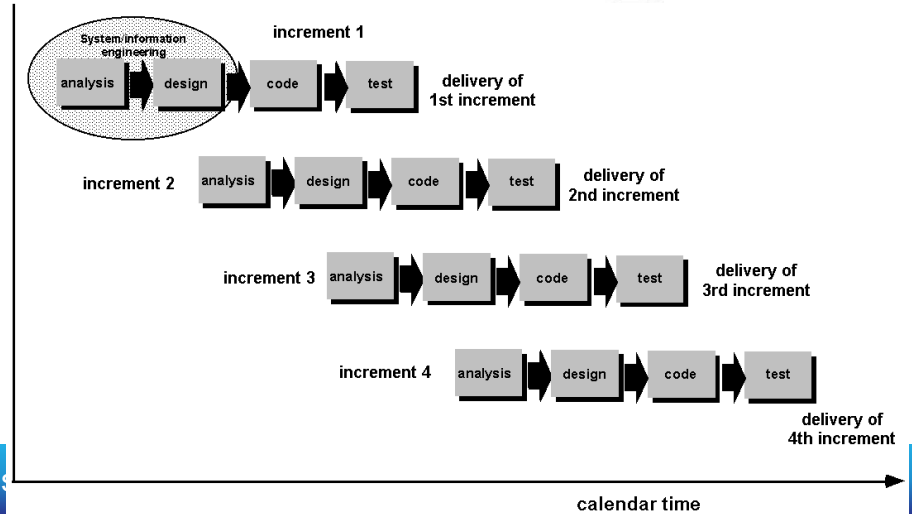 System/information
engineering
increment 1
analysis
design
code
test
delivery of
1st increment
increment 2
analysis
design
code
test
delivery of
2nd increment
increment 3
analysis
design
code
test
delivery of
3rd increment
increment 4
analysis
design
code
test
delivery of
4th increment
calendar time